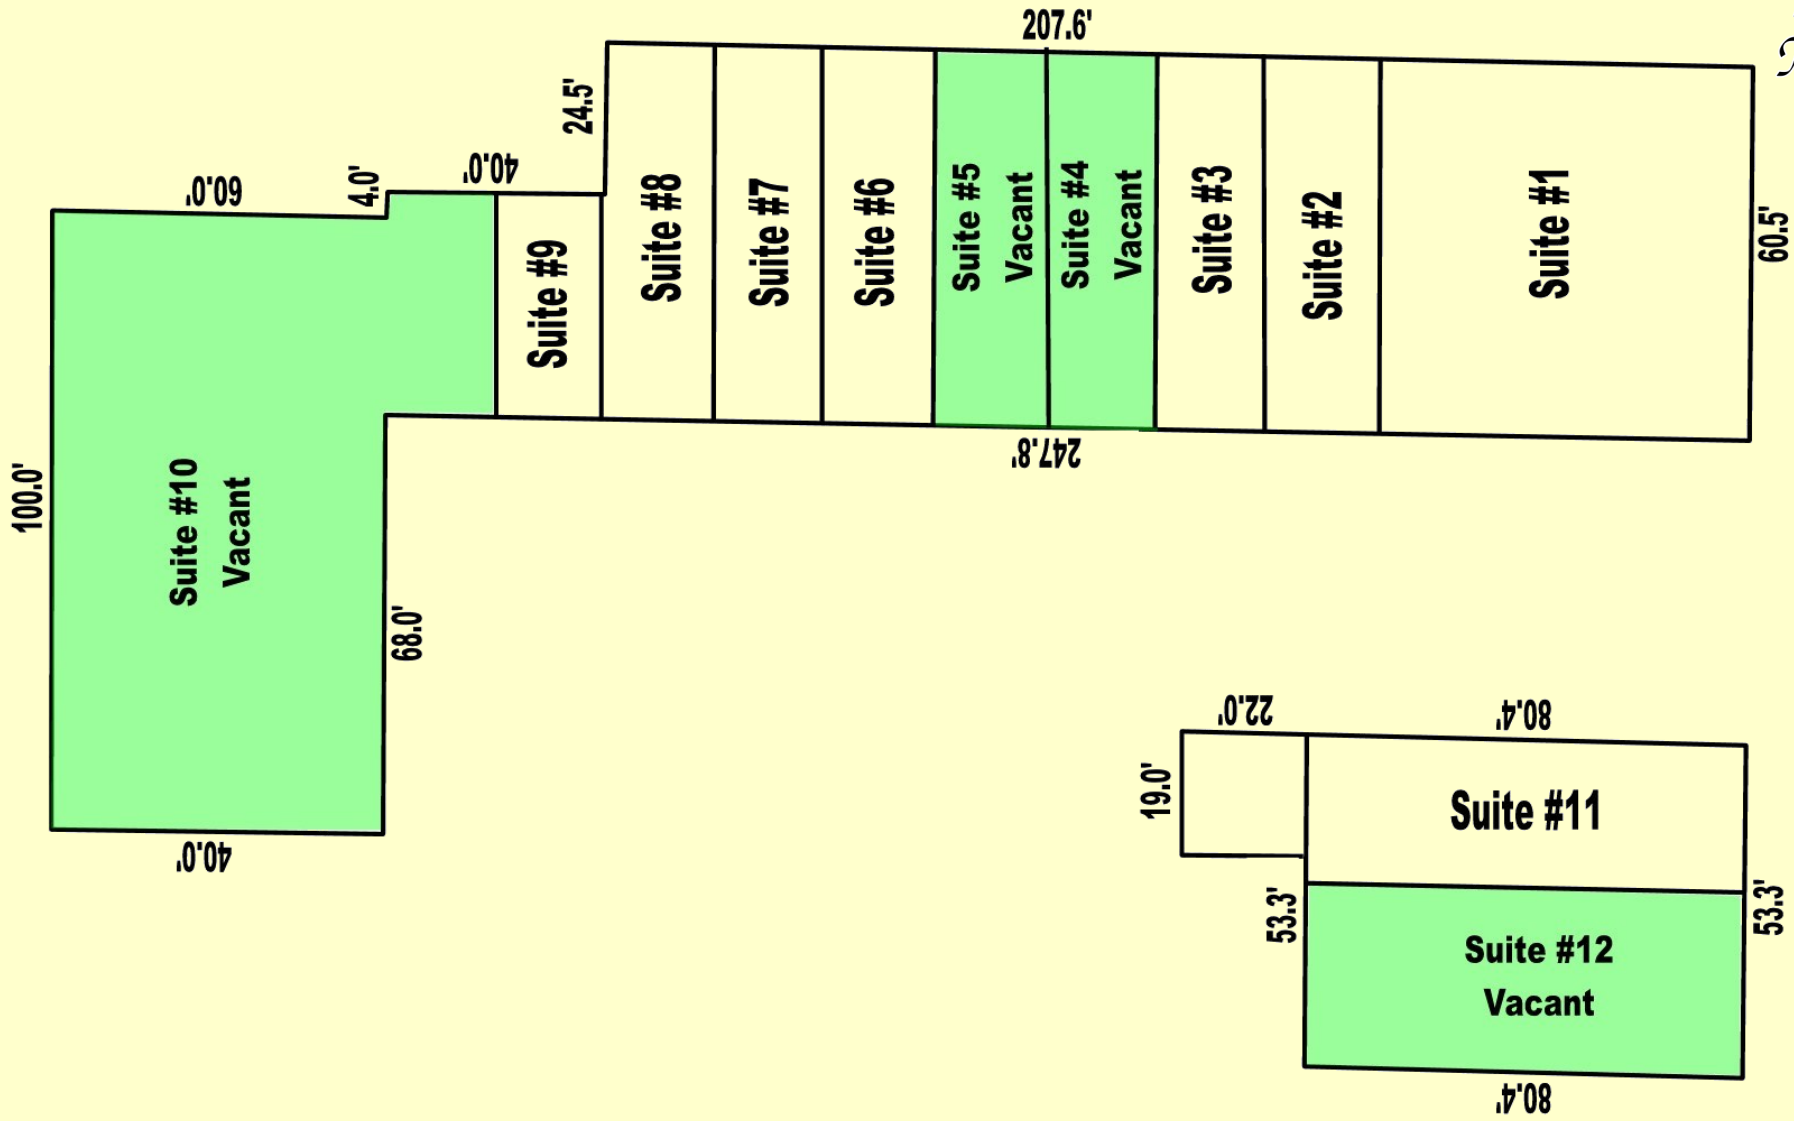 207.6'
24.5'
40.0'
4.0'
60.0'
Suite #10
Vacant
100.0'
68.0'
40.0'
Suite #9
Suite #8
Suite #7
Suite #6
Suite #5
Vacant
Suite #4
Vacant
Suite #3
Suite #2
Suite #1
60.5'
247.8'
22.0'
80.4'
19.0'
Suite #11
53.3'
53.3'
Suite #12
Vacant
80.4'